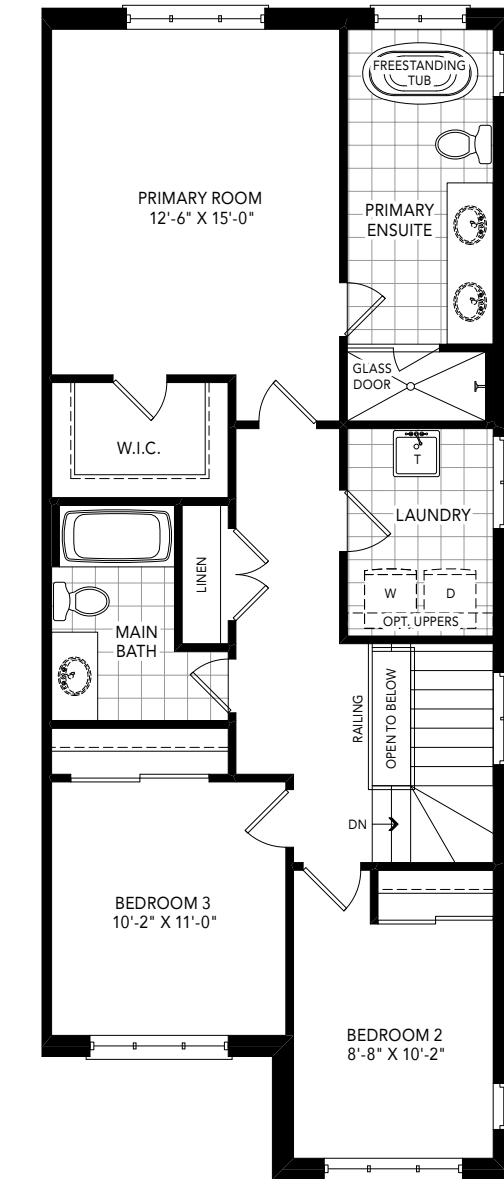 FREESTANDING
TUB
PRIMARY ROOM
12'-6" X 15'-0"
PRIMARY
ENSUITE
GLASS
DOOR
W.I.C.
T
LAUNDRY
LINEN
W
D
OPT. UPPERS
MAIN
BATH
RAILING
OPEN TO BELOW
DN
BEDROOM 3
10'-2" X 11'-0"
BEDROOM 2
8'-8" X 10'-2"